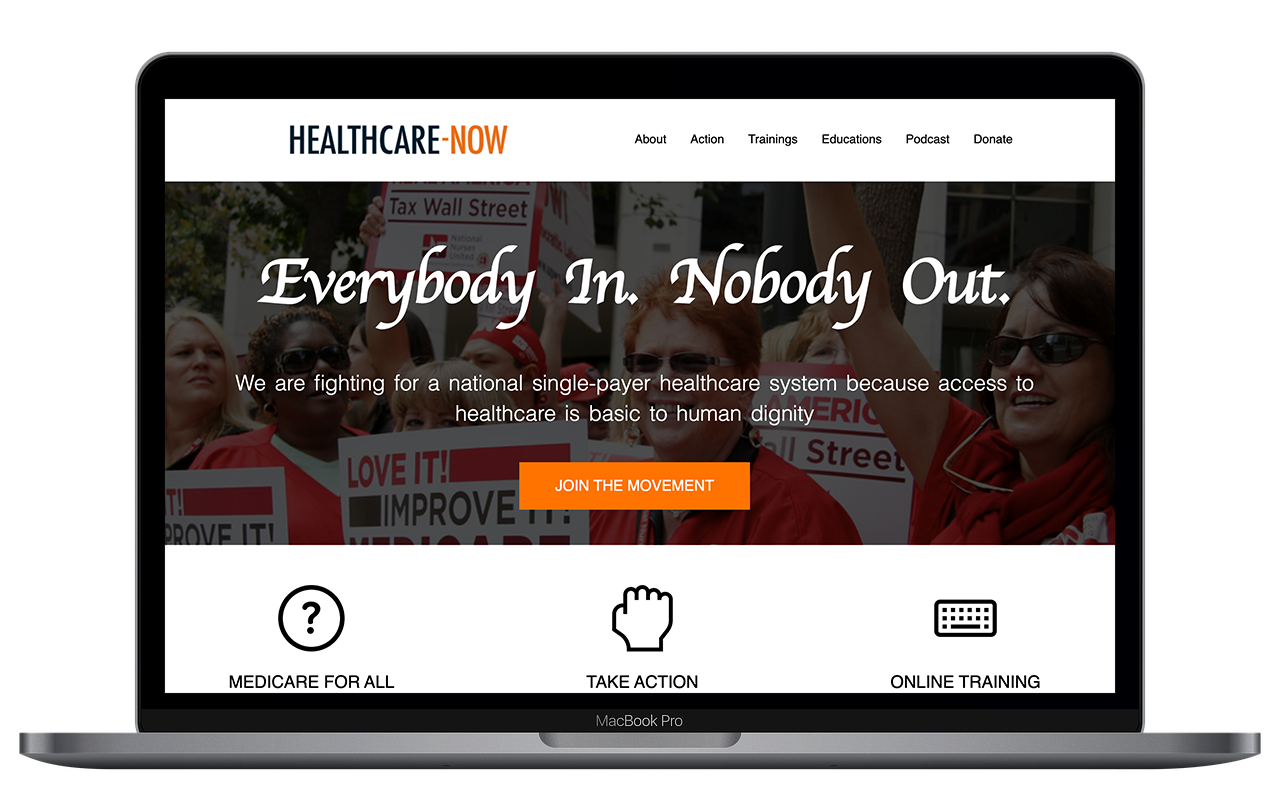 HEALTHCARE-NOW
About Action Trainings Educations Podcast Donate
AMERICA
Tax Wall Street
National
Nurses
United
Everybody In. Nobody Out.
We are fighting for a national single-payer healthcare system because access to
healthcare is basic to human dignity
AMERIC
all Street
LOVE IT!
IMPROVE IT!
MEDICARE
T!
PROVE IT!
JOIN THE MOVEMENT
MEDICARE FOR ALL
TAKE ACTION
ONLINE TRAINING
MacBook Pro